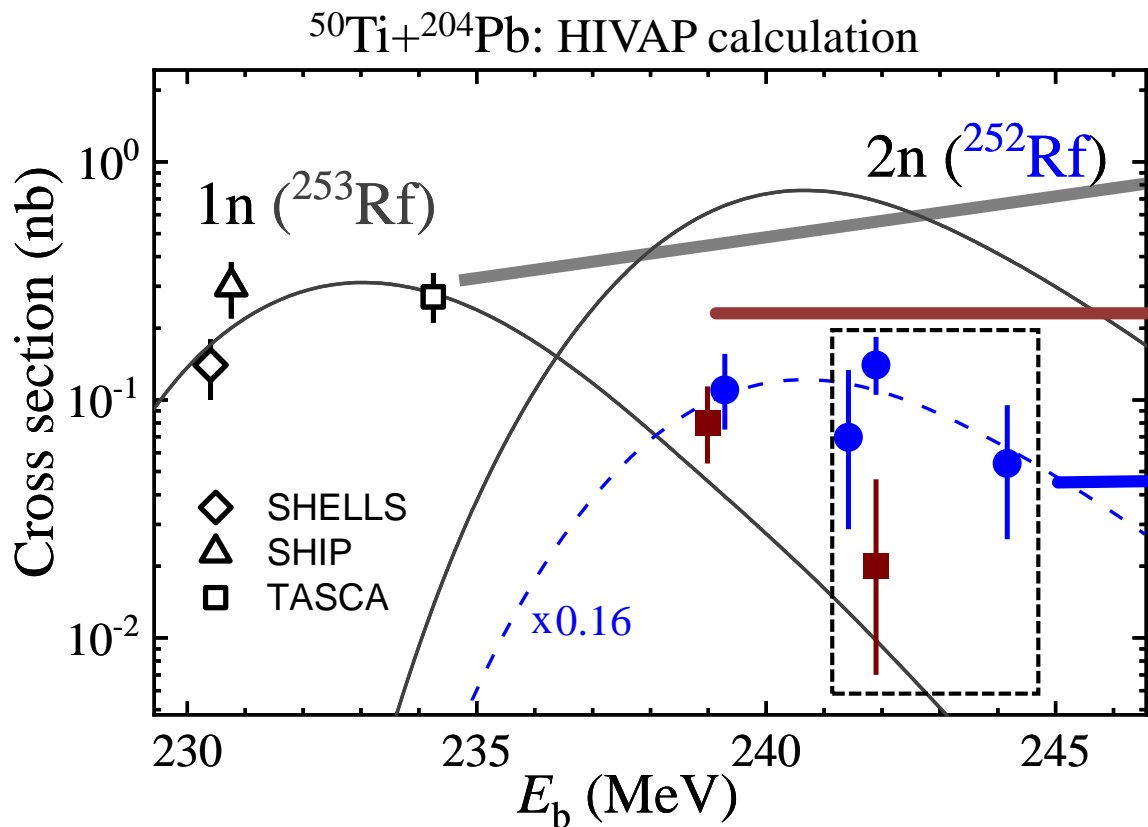 ⁵⁰Ti+²⁰⁴Pb: HIVAP calculation
Cross section (nb)
10⁰
10⁻¹
10⁻²
1n (²⁵³Rf)
2n (²⁵²Rf)
SHELLS
SHIP
TASCA
x0.16
230
235
240
245
E_b (MeV)